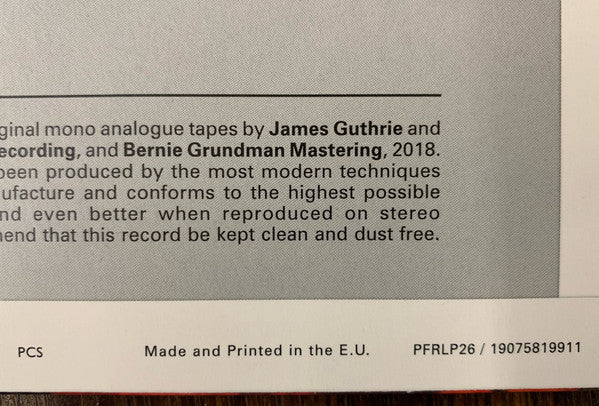 ginal mono analogue tapes by James Guthrie and
ecording, and Bernie Grundman Mastering, 2018.
been produced by the most modern techniques
ufacture and conforms to the highest possible
nd even better when reproduced on stereo
nend that this record be kept clean and dust free.
PCS Made and Printed in the E.U. PFRLP26 / 19075819911